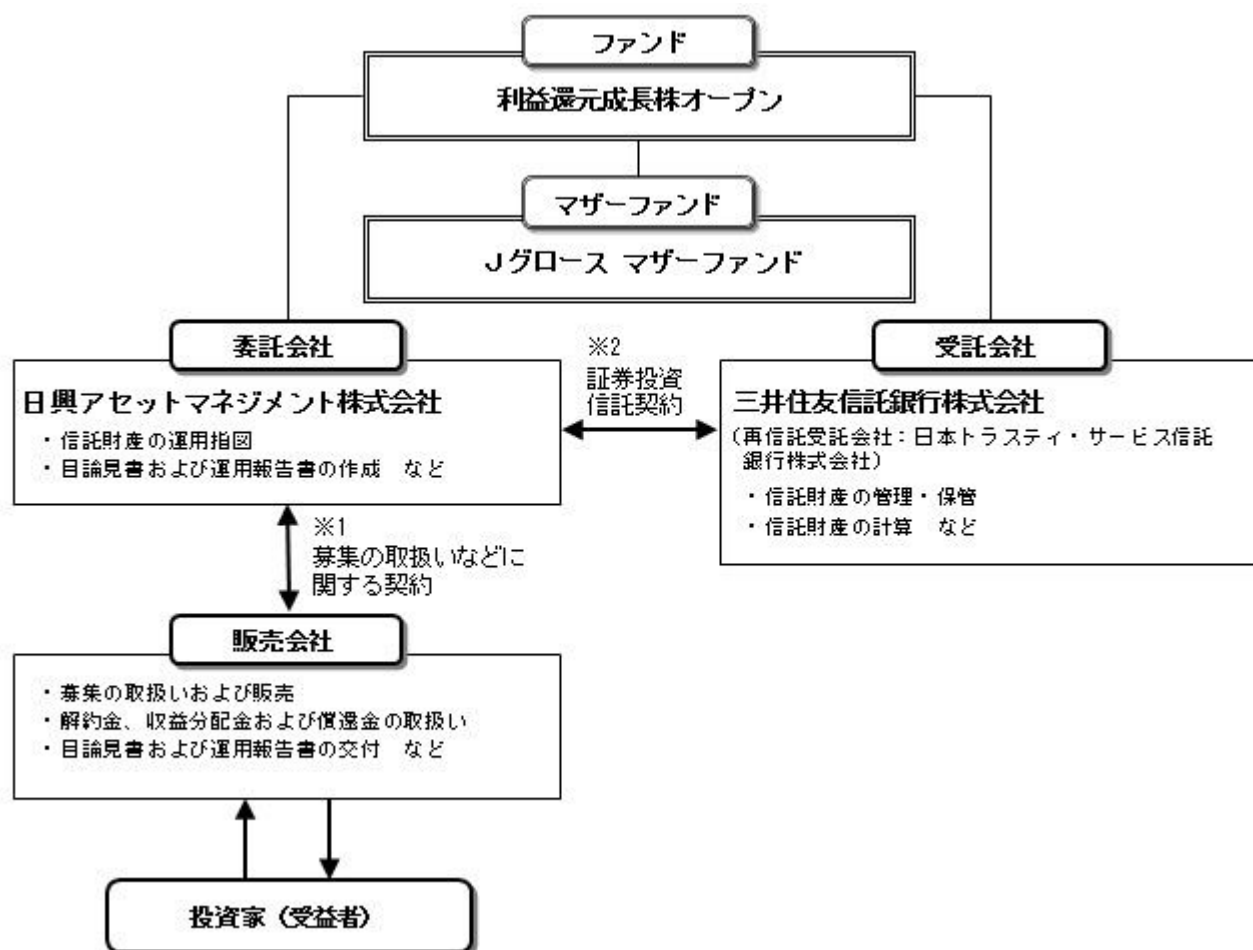 ファンド
利益還元成長株オープン
マザーファンド
Jグロース マザーファンド
委託会社
日興アセットマネジメント株式会社
・信託財産の運用指図
・目論見書および運用報告書の作成 など
※2
証券投資
信託契約
受託会社
三井住友信託銀行株式会社
(再信託受託会社:日本トラスティ・サービス信託
銀行株式会社)
・信託財産の管理・保管
・信託財産の計算 など
※1
募集の取扱いなどに
関する契約
販売会社
・募集の取扱いおよび販売
・解約金、収益分配金および償還金の取扱い
・目論見書および運用報告書の交付 など
投資家(受益者)